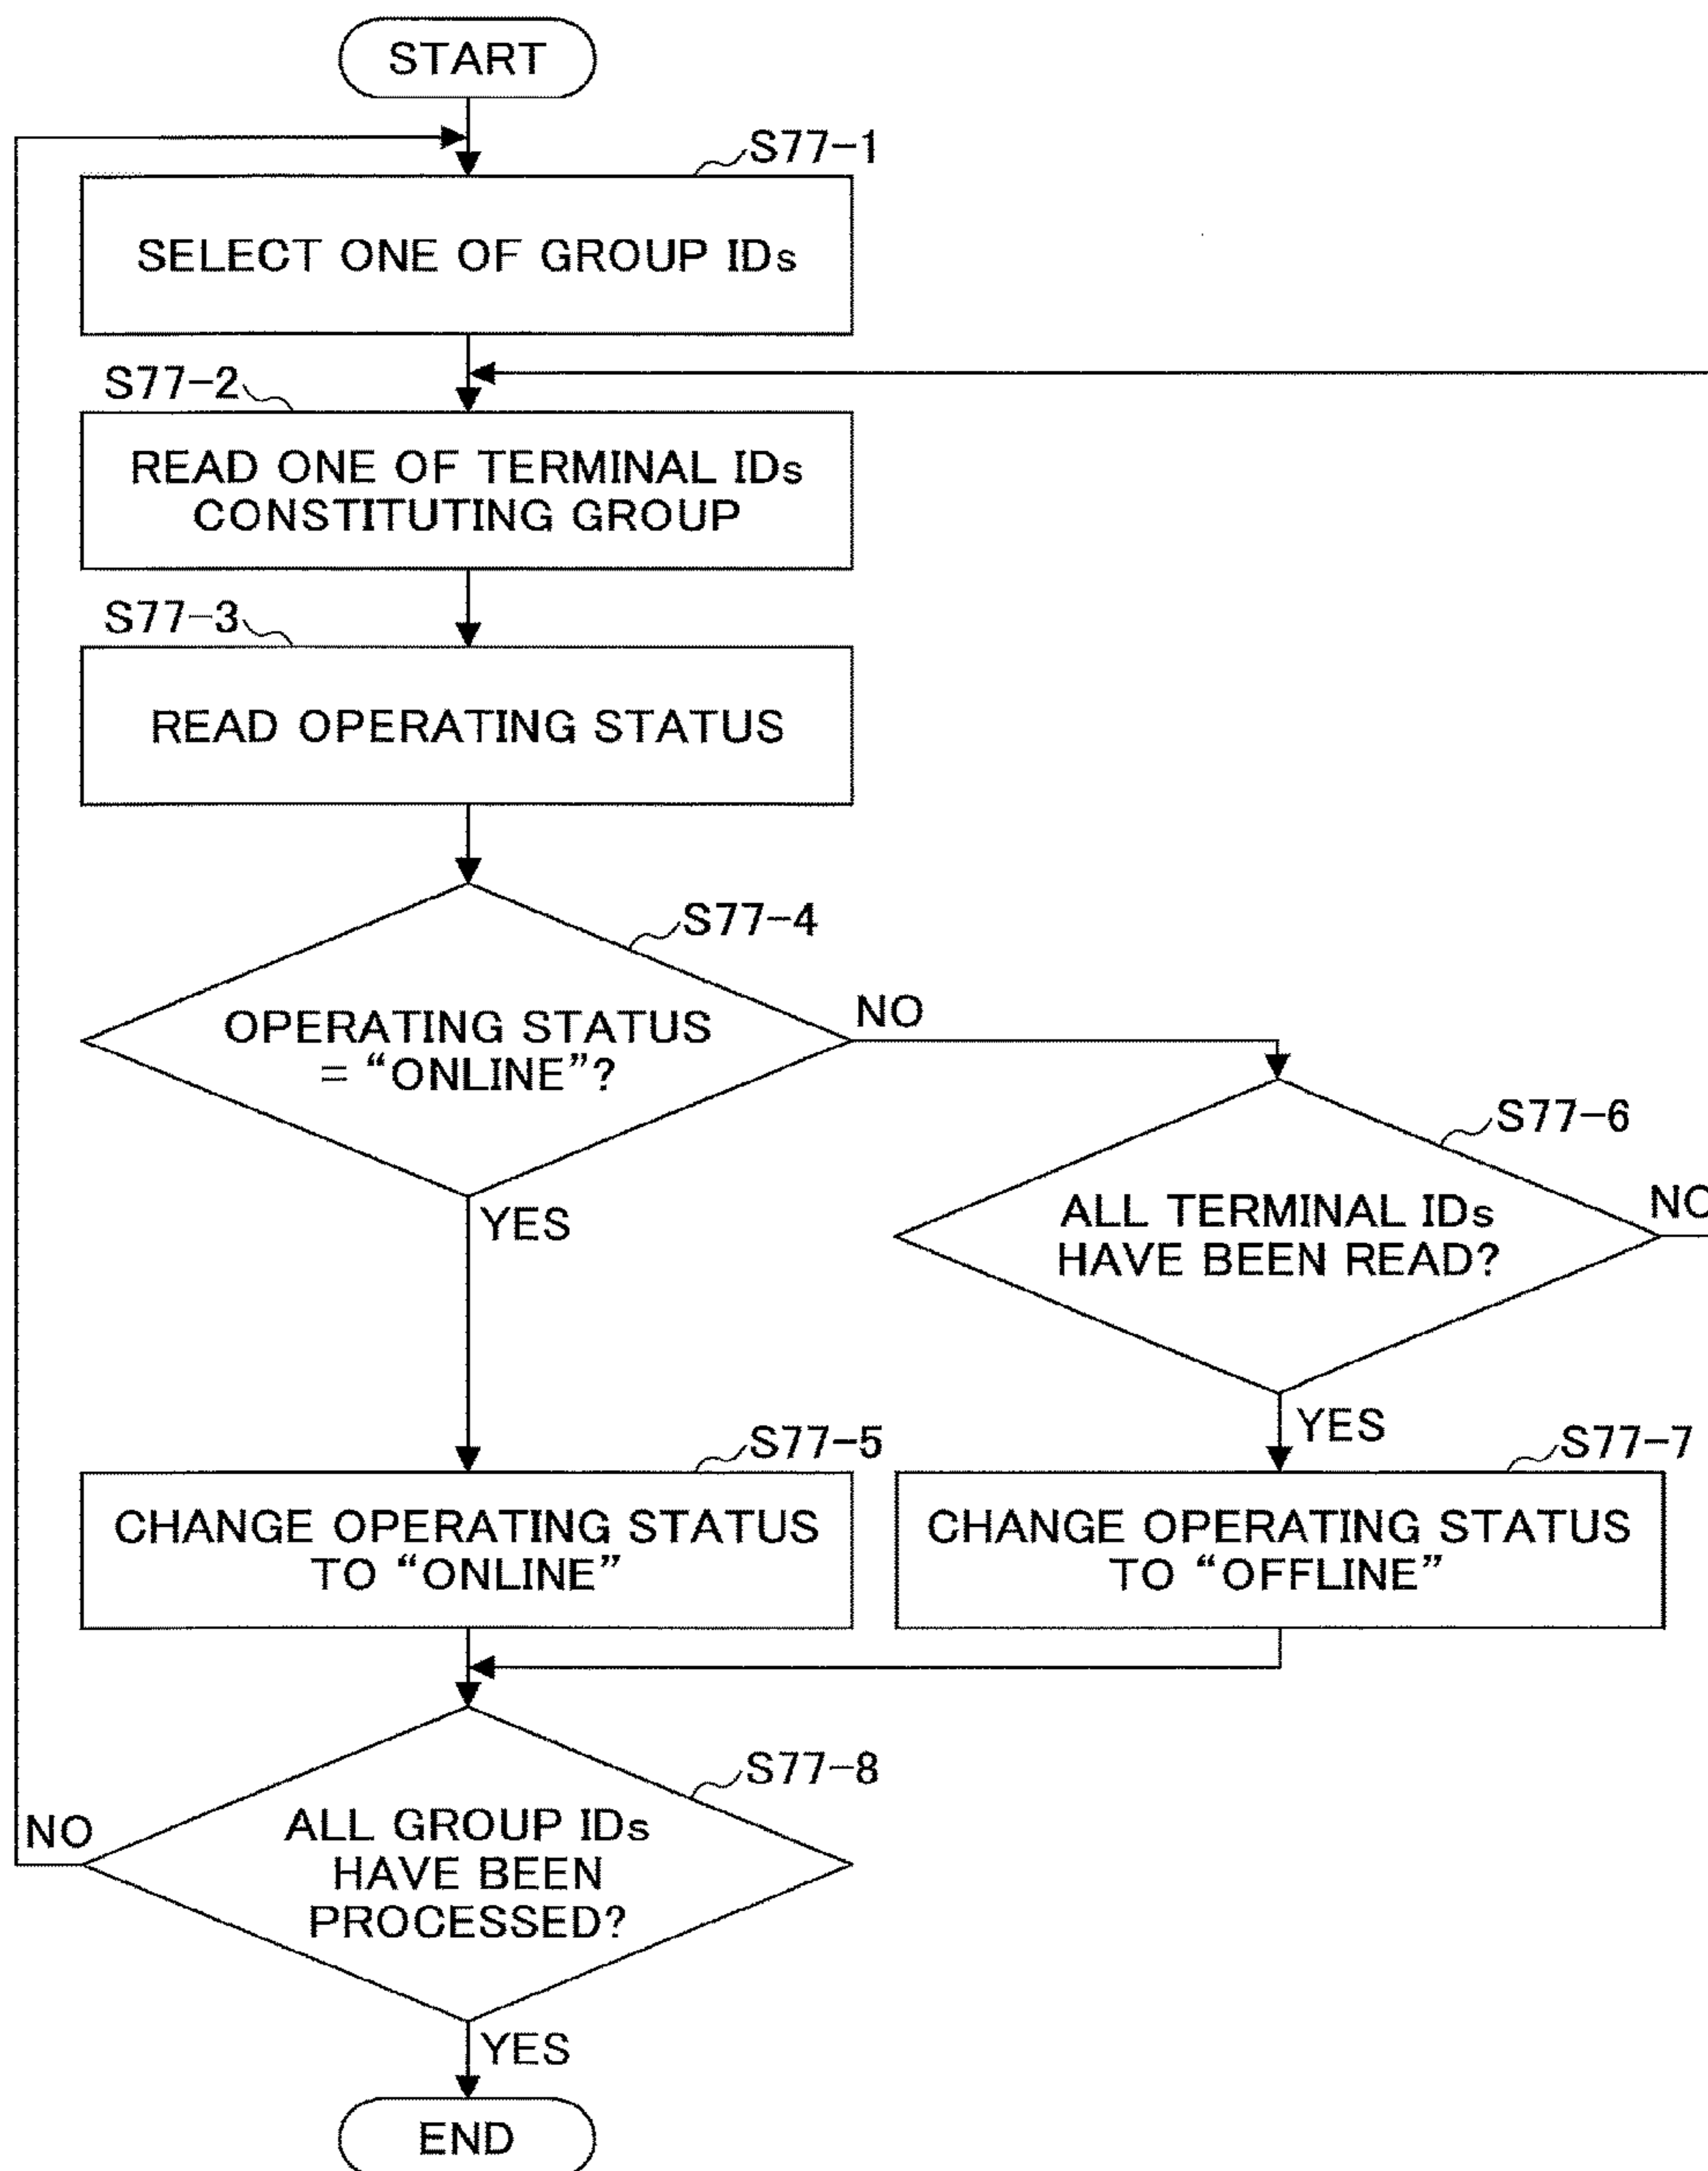 START
S77-1
SELECT ONE OF GROUP IDs
S77-2
READ ONE OF TERMINAL IDs
CONSTITUTING GROUP
S77-3
READ OPERATING STATUS
S77-4
OPERATING STATUS
= “ONLINE”?
NO
YES
S77-6
ALL TERMINAL IDs
HAVE BEEN READ?
NO
YES
S77-5
CHANGE OPERATING STATUS
TO “ONLINE”
S77-7
CHANGE OPERATING STATUS
TO “OFFLINE”
S77-8
ALL GROUP IDs
HAVE BEEN
PROCESSED?
NO
YES
END